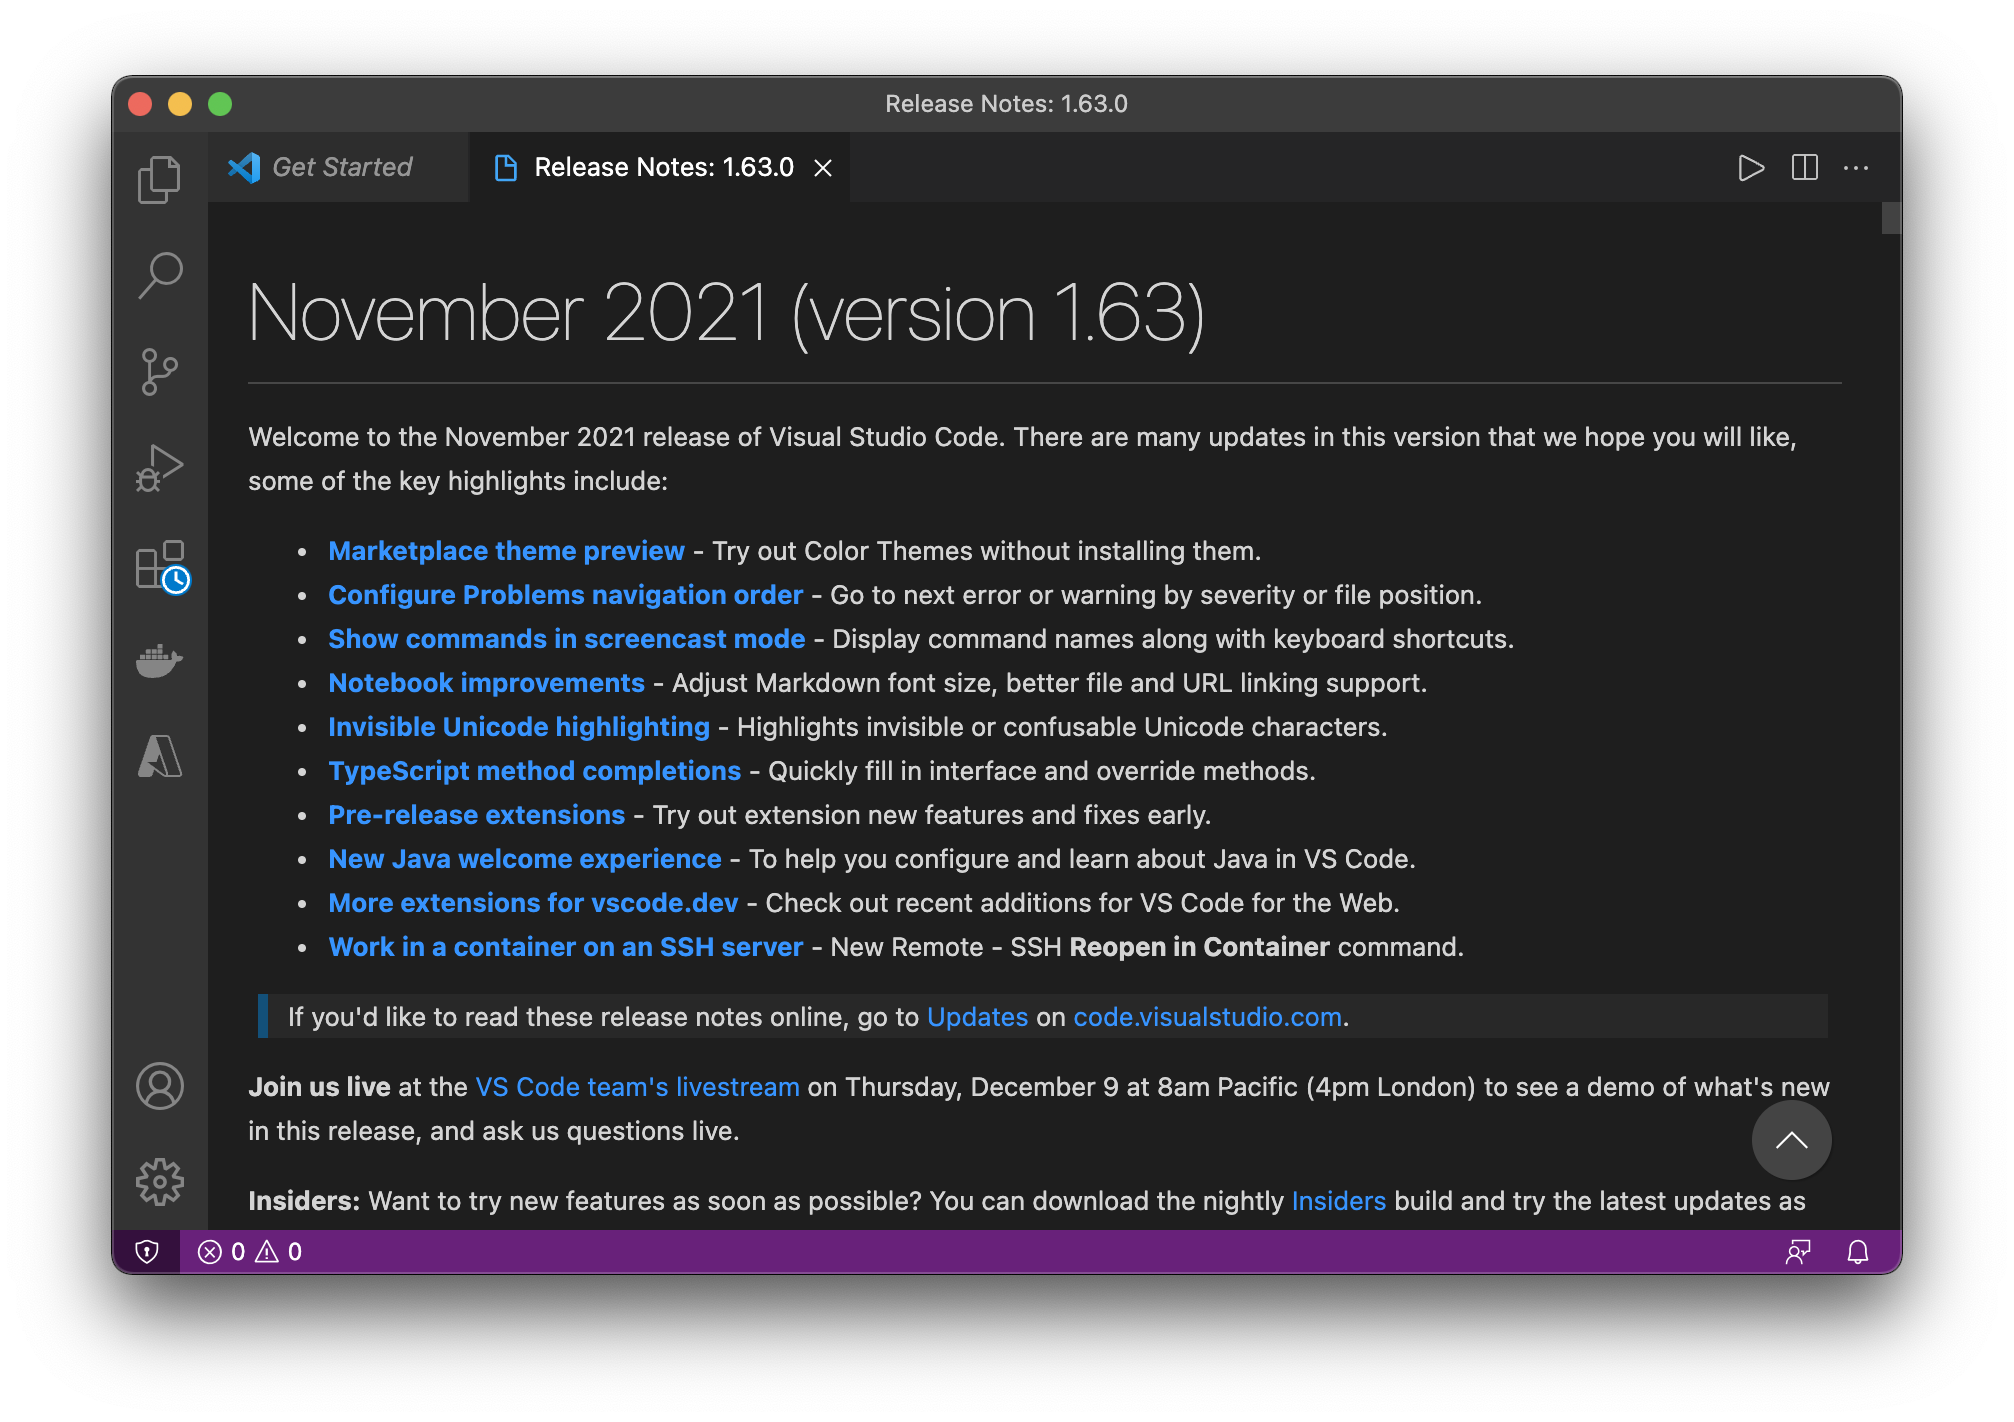 Release Notes: 1.63.0
Get Started
Release Notes: 1.63.0
November 2021 (version 1.63)
Welcome to the November 2021 release of Visual Studio Code. There are many updates in this version that we hope you will like,
some of the key highlights include:
• Marketplace theme preview - Try out Color Themes without installing them.
• Configure Problems navigation order - Go to next error or warning by severity or file position.
• Show commands in screencast mode - Display command names along with keyboard shortcuts.
• Notebook improvements - Adjust Markdown font size, better file and URL linking support.
• Invisible Unicode highlighting - Highlights invisible or confusable Unicode characters.
• TypeScript method completions - Quickly fill in interface and override methods.
• Pre-release extensions - Try out extension new features and fixes early.
• New Java welcome experience - To help you configure and learn about Java in VS Code.
• More extensions for vscode.dev - Check out recent additions for VS Code for the Web.
• Work in a container on an SSH server - New Remote - SSH Reopen in Container command.
If you'd like to read these release notes online, go to Updates on code.visualstudio.com.
Join us live at the VS Code team's livestream on Thursday, December 9 at 8am Pacific (4pm London) to see a demo of what's new
in this release, and ask us questions live.
Insiders: Want to try new features as soon as possible? You can download the nightly Insiders build and try the latest updates as
0 0